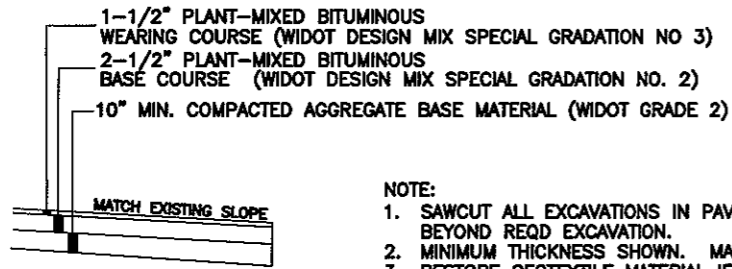 1-1/2" PLANT-MIXED BITUMINOUS
WEARING COURSE (WIDOT DESIGN MIX SPECIAL GRADATION NO 3)
2-1/2" PLANT-MIXED BITUMINOUS
BASE COURSE (WIDOT DESIGN MIX SPECIAL GRADATION NO. 2)
10" MIN. COMPACTED AGGREGATE BASE MATERIAL (WIDOT GRADE 2)
MATCH EXISTING SLOPE
NOTE:
1. SAWCUT ALL EXCAVATIONS IN PAV
BEYOND REQD EXCAVATION.
2. MINIMUM THICKNESS SHOWN. MA